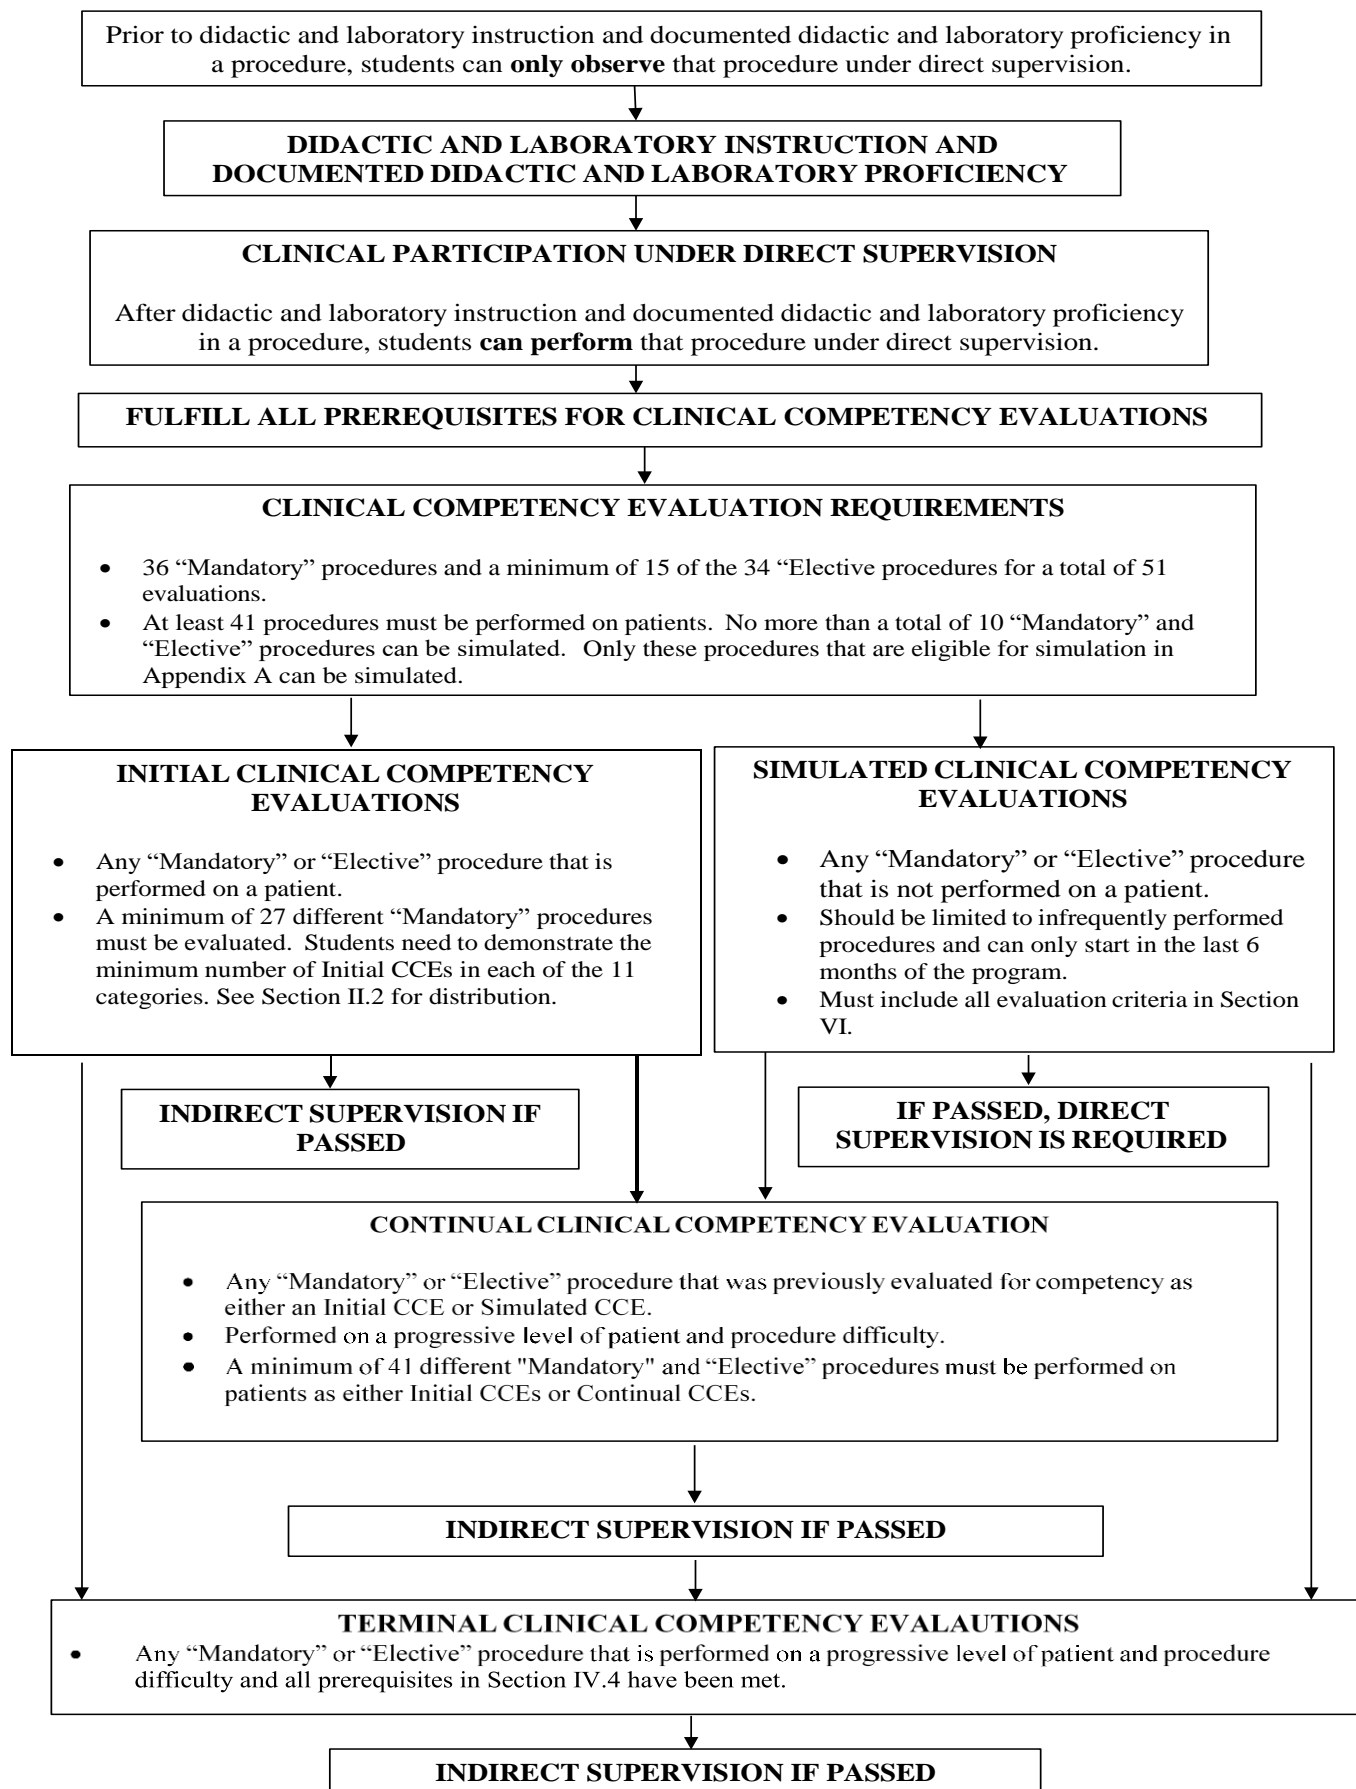 Prior to didactic and laboratory instruction and documented didactic and laboratory proficiency in
a procedure, students can only observe that procedure under direct supervision.
DIDACTIC AND LABORATORY INSTRUCTION AND
DOCUMENTED DIDACTIC AND LABORATORY PROFICIENCY
CLINICAL PARTICIPATION UNDER DIRECT SUPERVISION
After didactic and laboratory instruction and documented didactic and laboratory proficiency
in a procedure, students can perform that procedure under direct supervision.
FULFILL ALL PREREQUISITES FOR CLINICAL COMPETENCY EVALUATIONS
CLINICAL COMPETENCY EVALUATION REQUIREMENTS
• 36 “Mandatory” procedures and a minimum of 15 of the 34 “Elective procedures for a total of 51
evaluations.
• At least 41 procedures must be performed on patients. No more than a total of 10 “Mandatory” and
“Elective” procedures can be simulated. Only these procedures that are eligible for simulation in
Appendix A can be simulated.
INITIAL CLINICAL COMPETENCY
EVALUATIONS
• Any “Mandatory” or “Elective” procedure that is
performed on a patient.
• A minimum of 27 different “Mandatory” procedures
must be evaluated. Students need to demonstrate the
minimum number of Initial CCEs in each of the 11
categories. See Section II.2 for distribution.
SIMULATED CLINICAL COMPETENCY
EVALUATIONS
• Any “Mandatory” or “Elective” procedure
that is not performed on a patient.
• Should be limited to infrequently performed
procedures and can only start in the last 6
months of the program.
• Must include all evaluation criteria in Section
VI.
INDIRECT SUPERVISION IF
PASSED
IF PASSED, DIRECT
SUPERVISION IS REQUIRED
CONTINUAL CLINICAL COMPETENCY EVALUATION
• Any “Mandatory” or “Elective” procedure that was previously evaluated for competency as
either an Initial CCE or Simulated CCE.
• Performed on a progressive level of patient and procedure difficulty.
• A minimum of 41 different "Mandatory" and “Elective” procedures must be performed on
patients as either Initial CCEs or Continual CCEs.
INDIRECT SUPERVISION IF PASSED
TERMINAL CLINICAL COMPETENCY EVALAUTIONS
• Any “Mandatory” or “Elective” procedure that is performed on a progressive level of patient and procedure
difficulty and all prerequisites in Section IV.4 have been met.
INDIRECT SUPERVISION IF PASSED